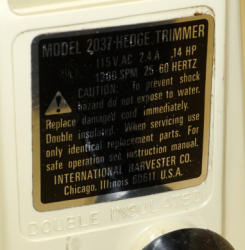 MODEL 2037-HEDGE TRIMMER
115 V AC 2.4 A .14 HP
1200 SPM 25-60 HERTZ
CAUTION: To prevent shock
hazard do not expose to water.
Replace damaged cord immediately.
Double insulated. When servicing use
only identical replacement parts. For
safe operation see instruction manual.
INTERNATIONAL HARVESTER CO.
Chicago, Illinois 60611 U.S.A.
DOUBLE INSULATED